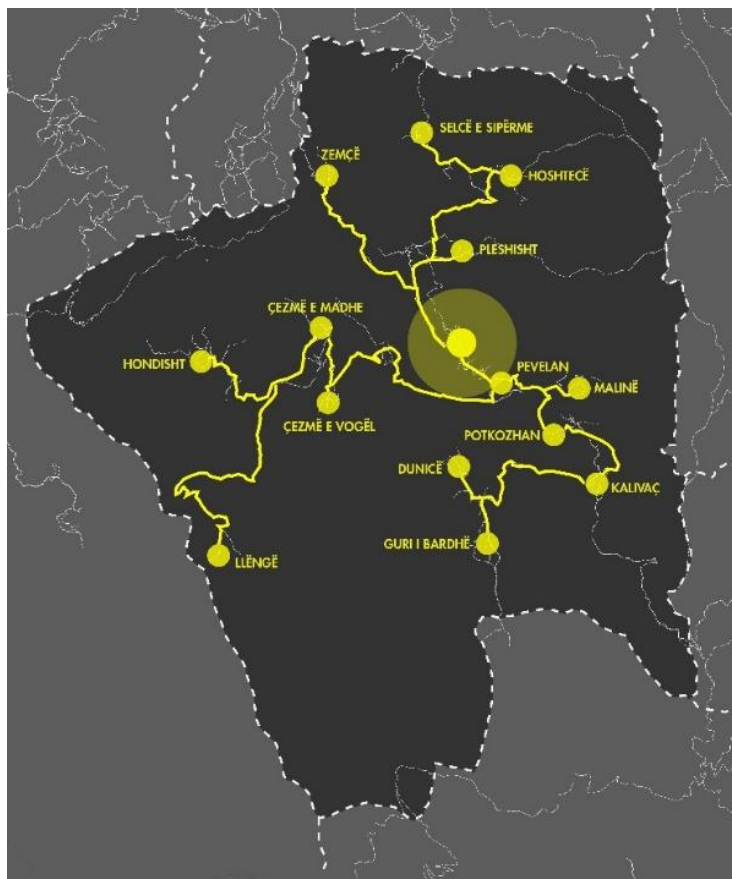 SELCË E SIPËRME
ZEMÇË
HOSHTEÇË
PLESHISHT
ÇEZMË E MADHE
HONDISHT
PEVELAN
MALINË
ÇEZMË E VOGËL
POTKOZHAN
DUNICË
KALIVAÇ
GURI I BARDHË
LLËNGË